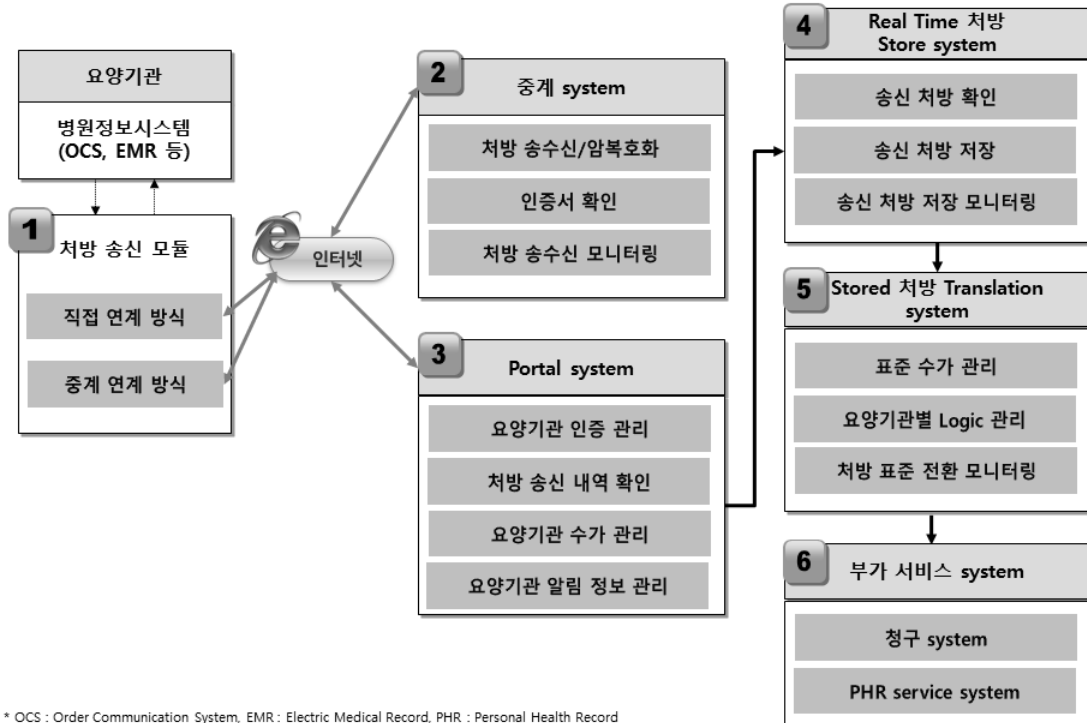 요양기관
병원정보시스템
(OCS, EMR 등)
1
처방 송신 모듈
직접 연계 방식
중계 연계 방식
인터넷
2
중계 system
처방 송수신/암복호화
인증서 확인
처방 송수신 모니터링
3
Portal system
요양기관 인증 관리
처방 송신 내역 확인
요양기관 수가 관리
요양기관 알림 정보 관리
4
Real Time 처방
Store system
송신 처방 확인
송신 처방 저장
송신 처방 저장 모니터링
5
Stored 처방 Translation
system
표준 수가 관리
요양기관별 Logic 관리
처방 표준 전환 모니터링
6
부가 서비스 system
청구 system
PHR service system
* OCS : Order Communication System, EMR : Electric Medical Record, PHR : Personal Health Record